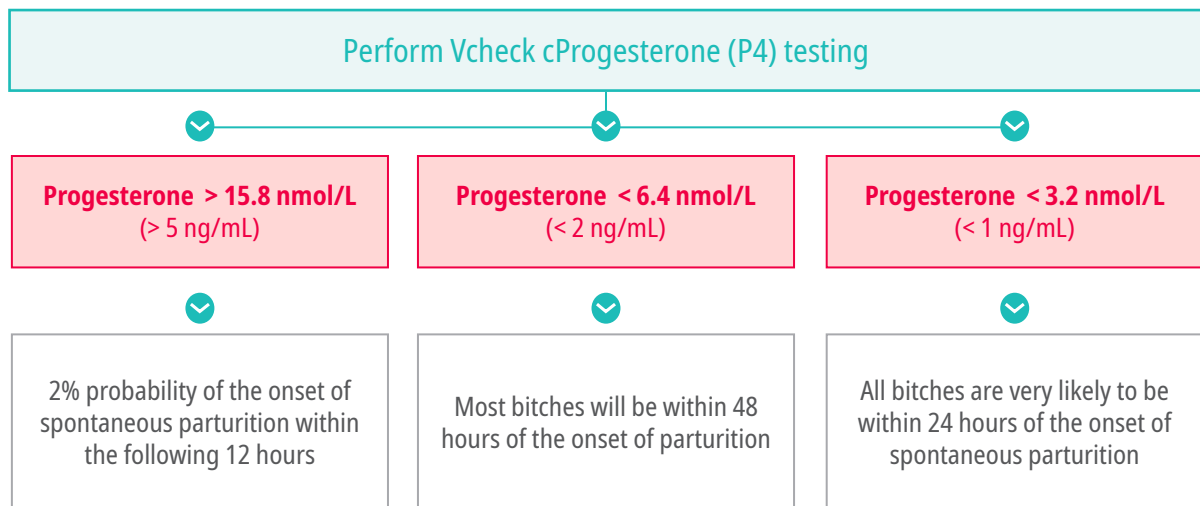 Perform Vcheck cProgesterone (P4) testing
Progesterone > 15.8 nmol/L
(> 5 ng/mL)
Progesterone < 6.4 nmol/L
(< 2 ng/mL)
Progesterone < 3.2 nmol/L
(< 1 ng/mL)
2% probability of the onset of
spontaneous parturition within
the following 12 hours
Most bitches will be within 48
hours of the onset of parturition
All bitches are very likely to be
within 24 hours of the onset of
spontaneous parturition